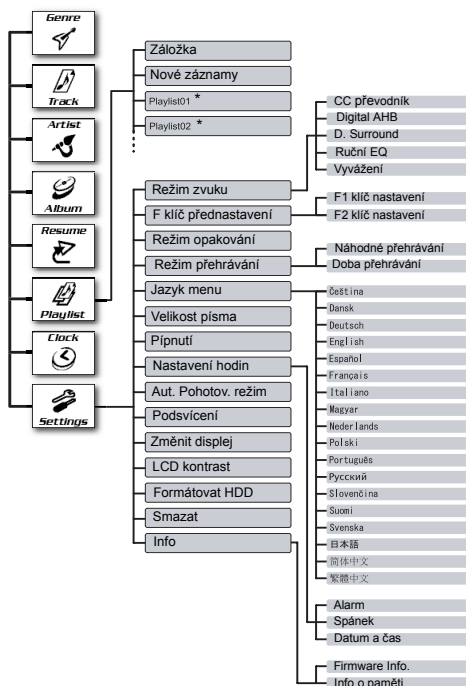 Genre
Track
Artist
Album
Resume
Playlist
Clock
Settings
Záložka
Nové záznamy
Playlist01 *
Playlist02 *
Režim zvuku
F klíč přednastavení
Režim opakování
Režim přehrávání
Jazyk menu
Velikost písma
Pípnutí
Nastavení hodin
Aut. Pohotov. režim
Podsvícení
Změnit displej
LCD kontrast
Formátovat HDD
Smazat
Info
CC převodník
Digital AHB
D. Surround
Ruční EQ
Vyvážení
F1 klíč nastavení
F2 klíč nastavení
Náhodné přehrávání
Doba přehrávání
Čeština
Dansk
Deutsch
English
Español
Français
Italiano
Magyar
Nederlands
Polski
Português
Русский
Slovenčina
Suomi
Svenska
日本語
简体中文
繁體中文
Alarm
Spánek
Datum a čas
Firmware Info.
Info o paměti